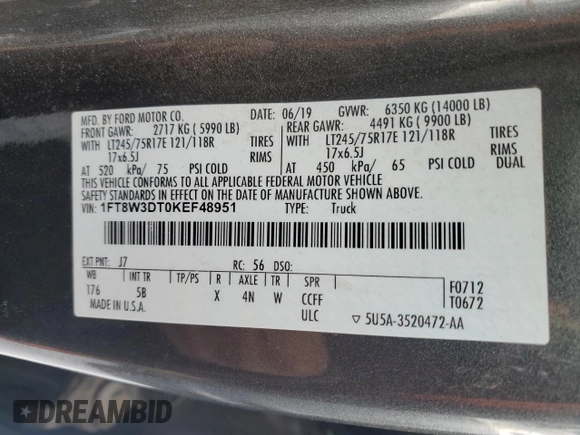 MFD. BY FORD MOTOR CO. DATE: 06/19 GVWR: 6350 KG (14000 LB)
FRONT GAWR: 2717 KG ( 5990 LB) REAR GAWR: 4491 KG ( 9900 LB)
WITH LT245/75R17E 121/118R TIRES WITH LT245/75R17E 121/118R TIRES
17x6.5J RIMS 17x6.5J RIMS
AT 520 kPa/ 75 PSI COLD AT 450 kPa/ 65 PSI COLD DUAL
THIS VEHICLE CONFORMS TO ALL APPLICABLE FEDERAL MOTOR VEHICLE
SAFETY STANDARDS IN EFFECT ON THE DATE OF MANUFACTURE SHOWN ABOVE.
VIN: 1FT8W3DT0KEF48951 TYPE: Truck
EXT PNT: J7 RC: 56 DSO:
WB INT TR TP/PS R AXLE TR SPR F0712
176 5B X 4N W CCFF T0672
MADE IN U.S.A. ULC ▽ 5U5A-3520472-AA
DREAMBID